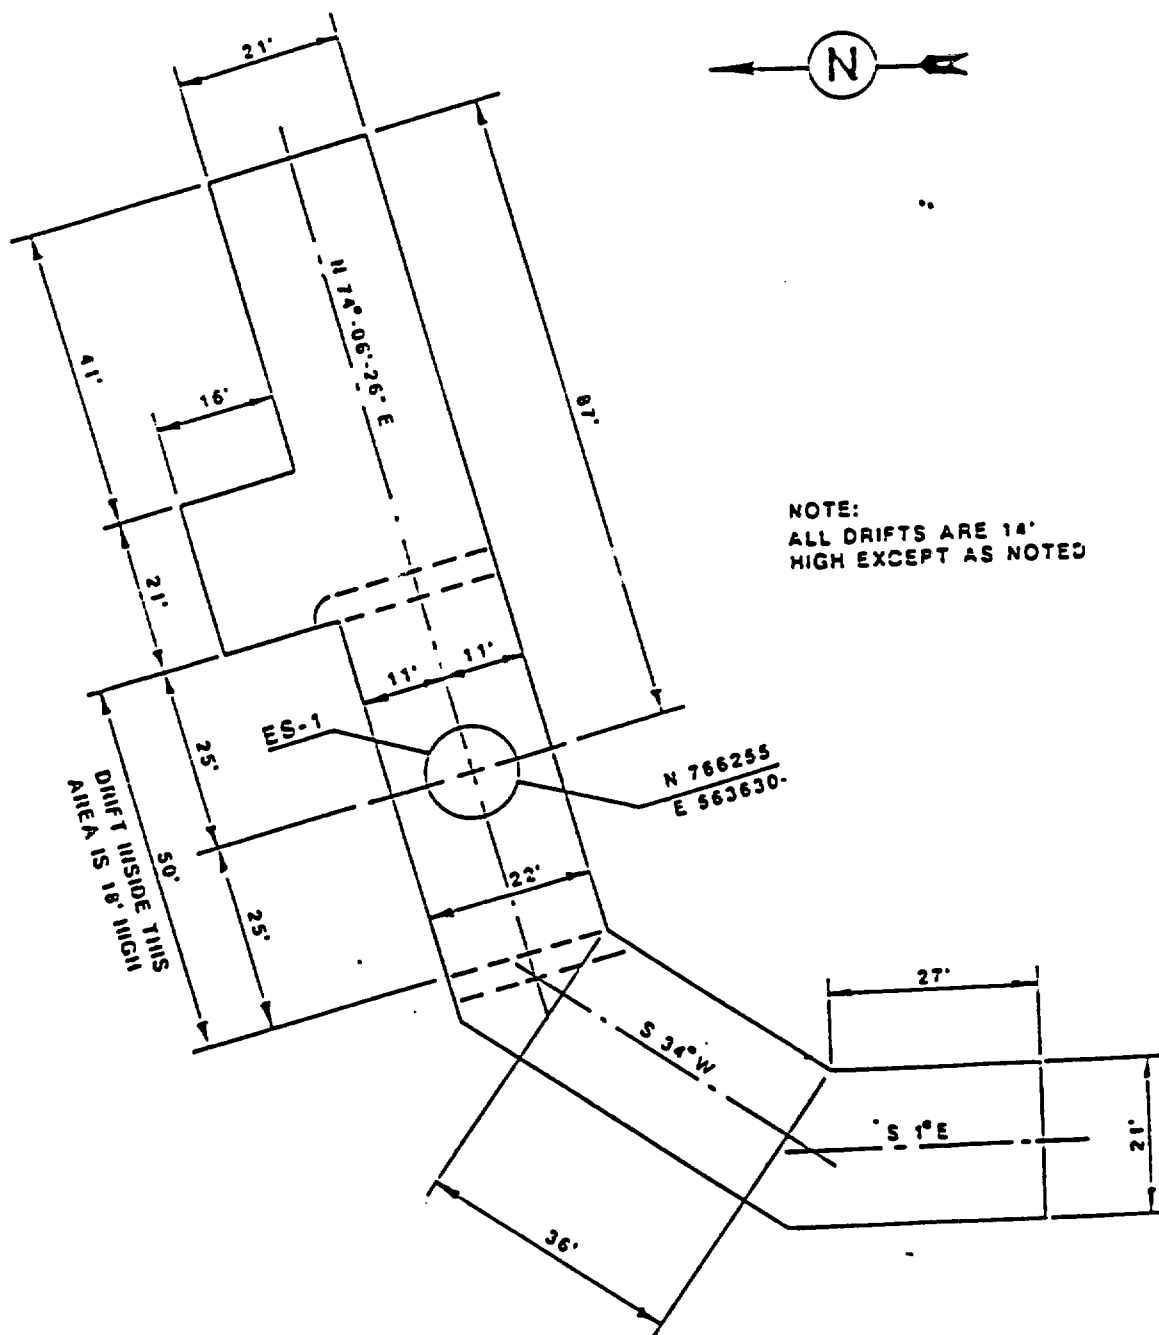 21'
N
N 74°-06'-26" E
41'
16'
87'
NOTE:
ALL DRIFTS ARE 14'
HIGH EXCEPT AS NOTED
21'
11'
11'
ES-1
25'
N 766255
E 563630
DRIFT INSIDE THIS
AREA IS 18' HIGH
50'
22'
25'
27'
S 34° W
S 1° E
21'
36'